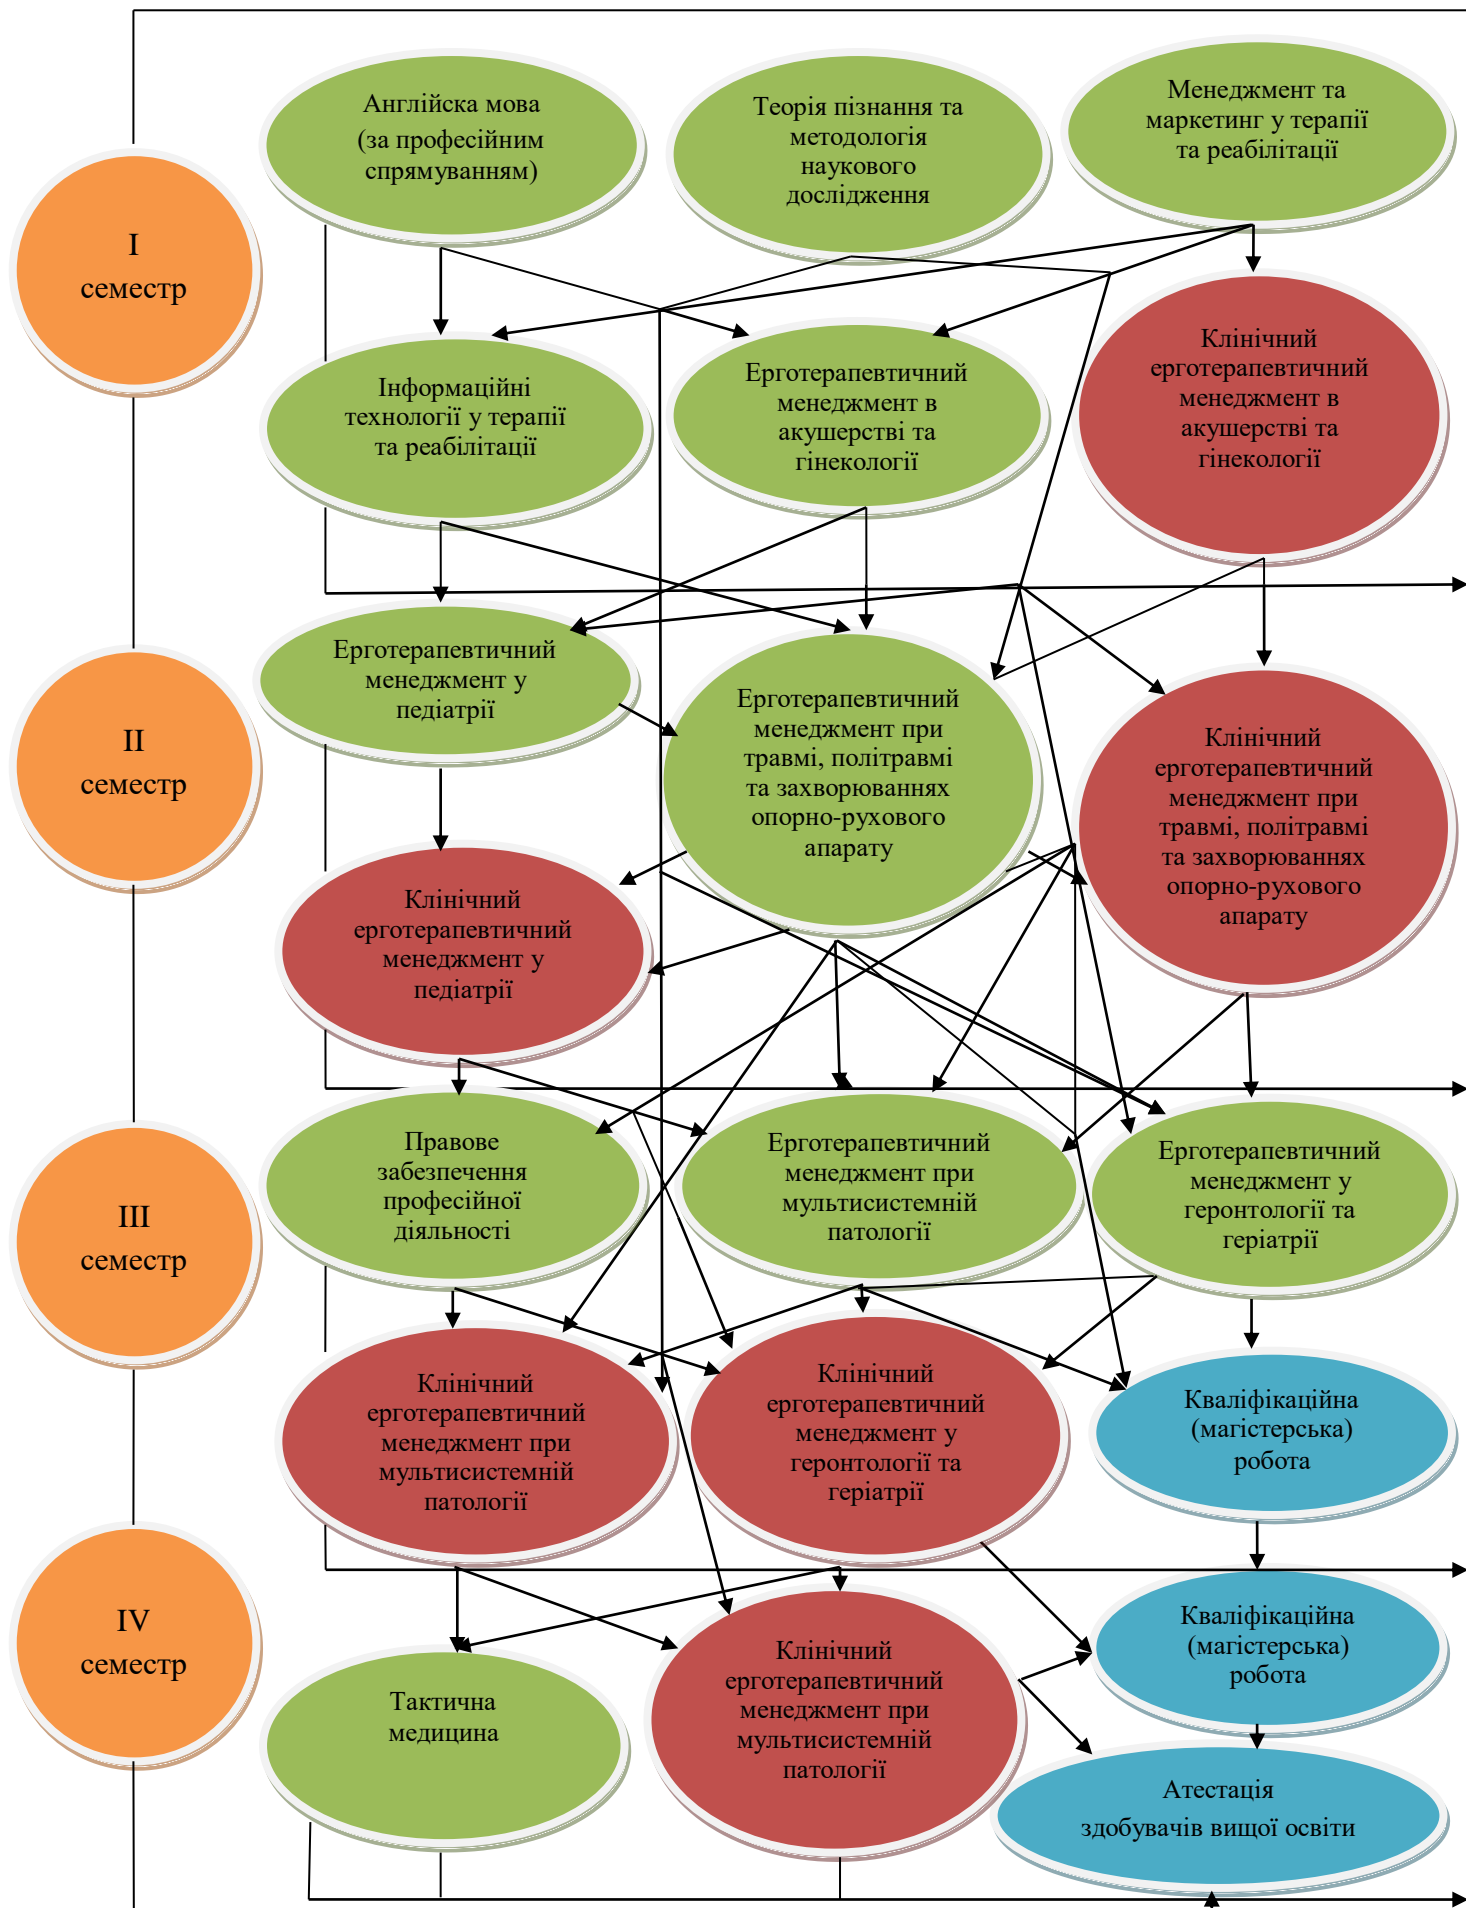 Англійска мова
(за професійним
спрямуванням)
Теорія пізнання та
методологія
наукового
дослідження
Менеджмент та
маркетинг у терапії
та реабілітації
I
семестр
Інформаційні
технології у терапії
та реабілітації
Ерготерапевтичний
менеджмент в
акушерстві та
гінекології
Клінічний
ерготерапевтичний
менеджмент в
акушерстві та
гінекології
II
семестр
Ерготерапевтичний
менеджмент у
педіатрії
Ерготерапевтичний
менеджмент при
травмі, політравмі
та захворюваннях
опорно-рухового
апарату
Клінічний
ерготерапевтичний
менеджмент при
травмі, політравмі
та захворюваннях
опорно-рухового
апарату
Клінічний
ерготерапевтичний
менеджмент у
педіатрії
III
семестр
Правове
забезпечення
професійної
діяльності
Ерготерапевтичний
менеджмент при
мультисистемній
патології
Ерготерапевтичний
менеджмент у
геронтології та
геріатрії
Клінічний
ерготерапевтичний
менеджмент при
мультисистемній
патології
Клінічний
ерготерапевтичний
менеджмент у
геронтології та
геріатрії
Кваліфікаційна
(магістерська)
робота
IV
семестр
Тактична
медицина
Клінічний
ерготерапевтичний
менеджмент при
мультисистемній
патології
Кваліфікаційна
(магістерська)
робота
Атестація
здобувачів вищої освіти